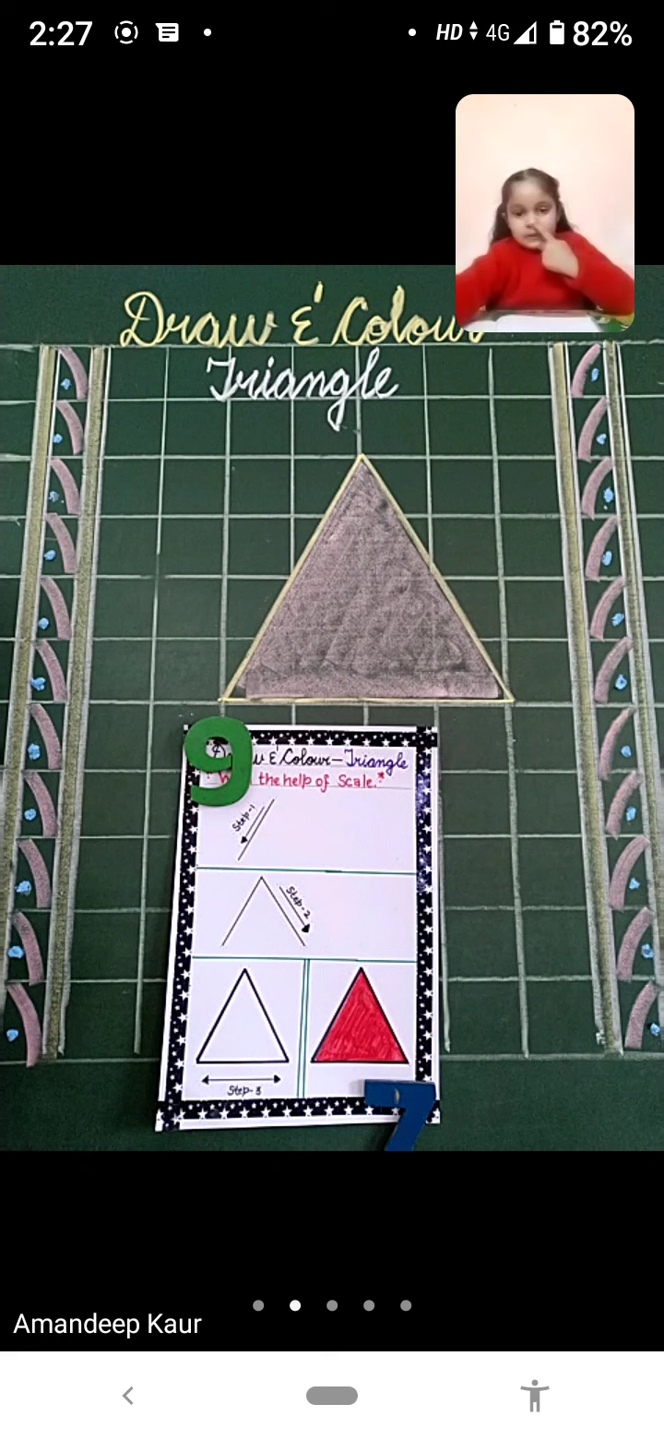 2:27
HD 4G 82%
Draw & Colour
Triangle
9
& Colour - Triangle
the help of Scale."
Step-1
Step-2
Step-3
7
Amandeep Kaur